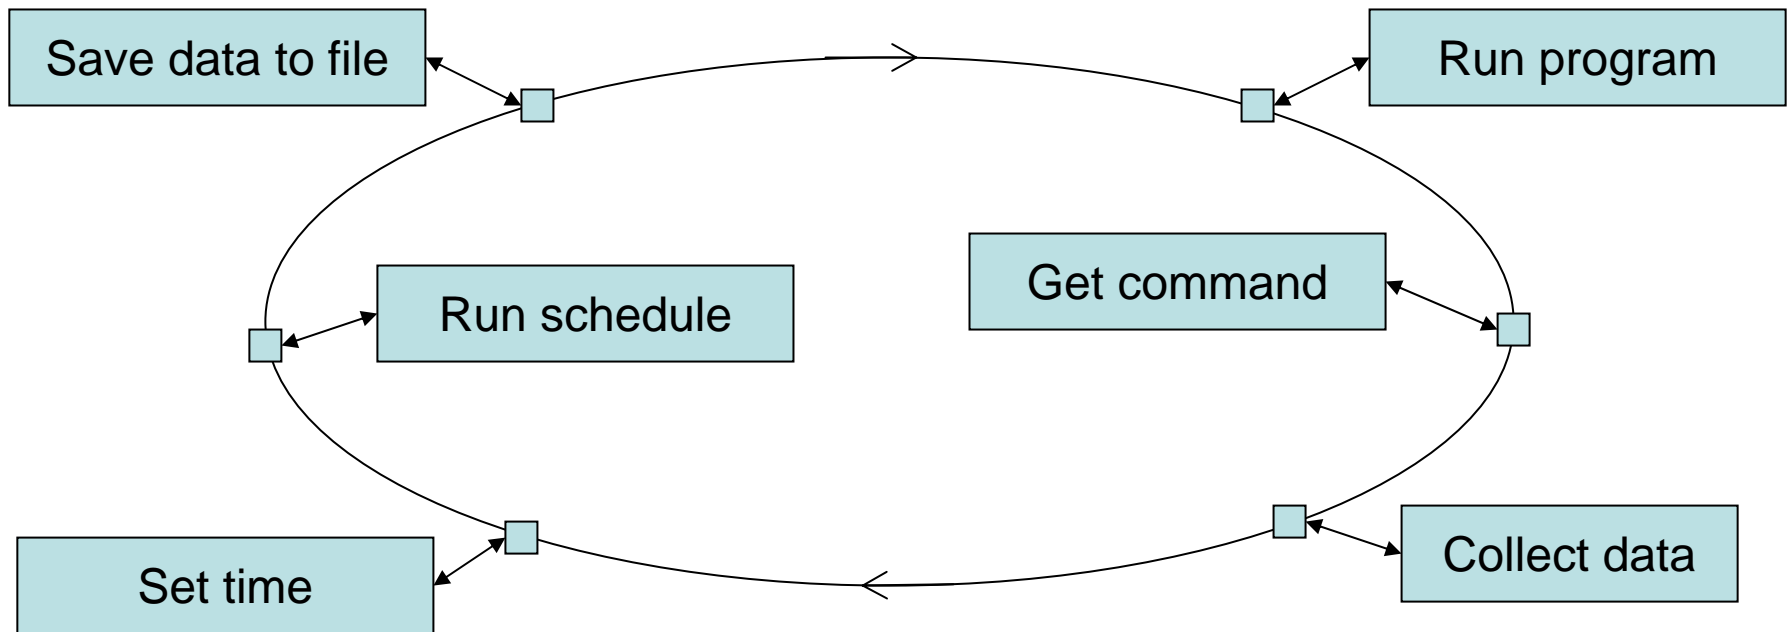 Save data to file
Run program
Get command
Run schedule
Collect data
Set time